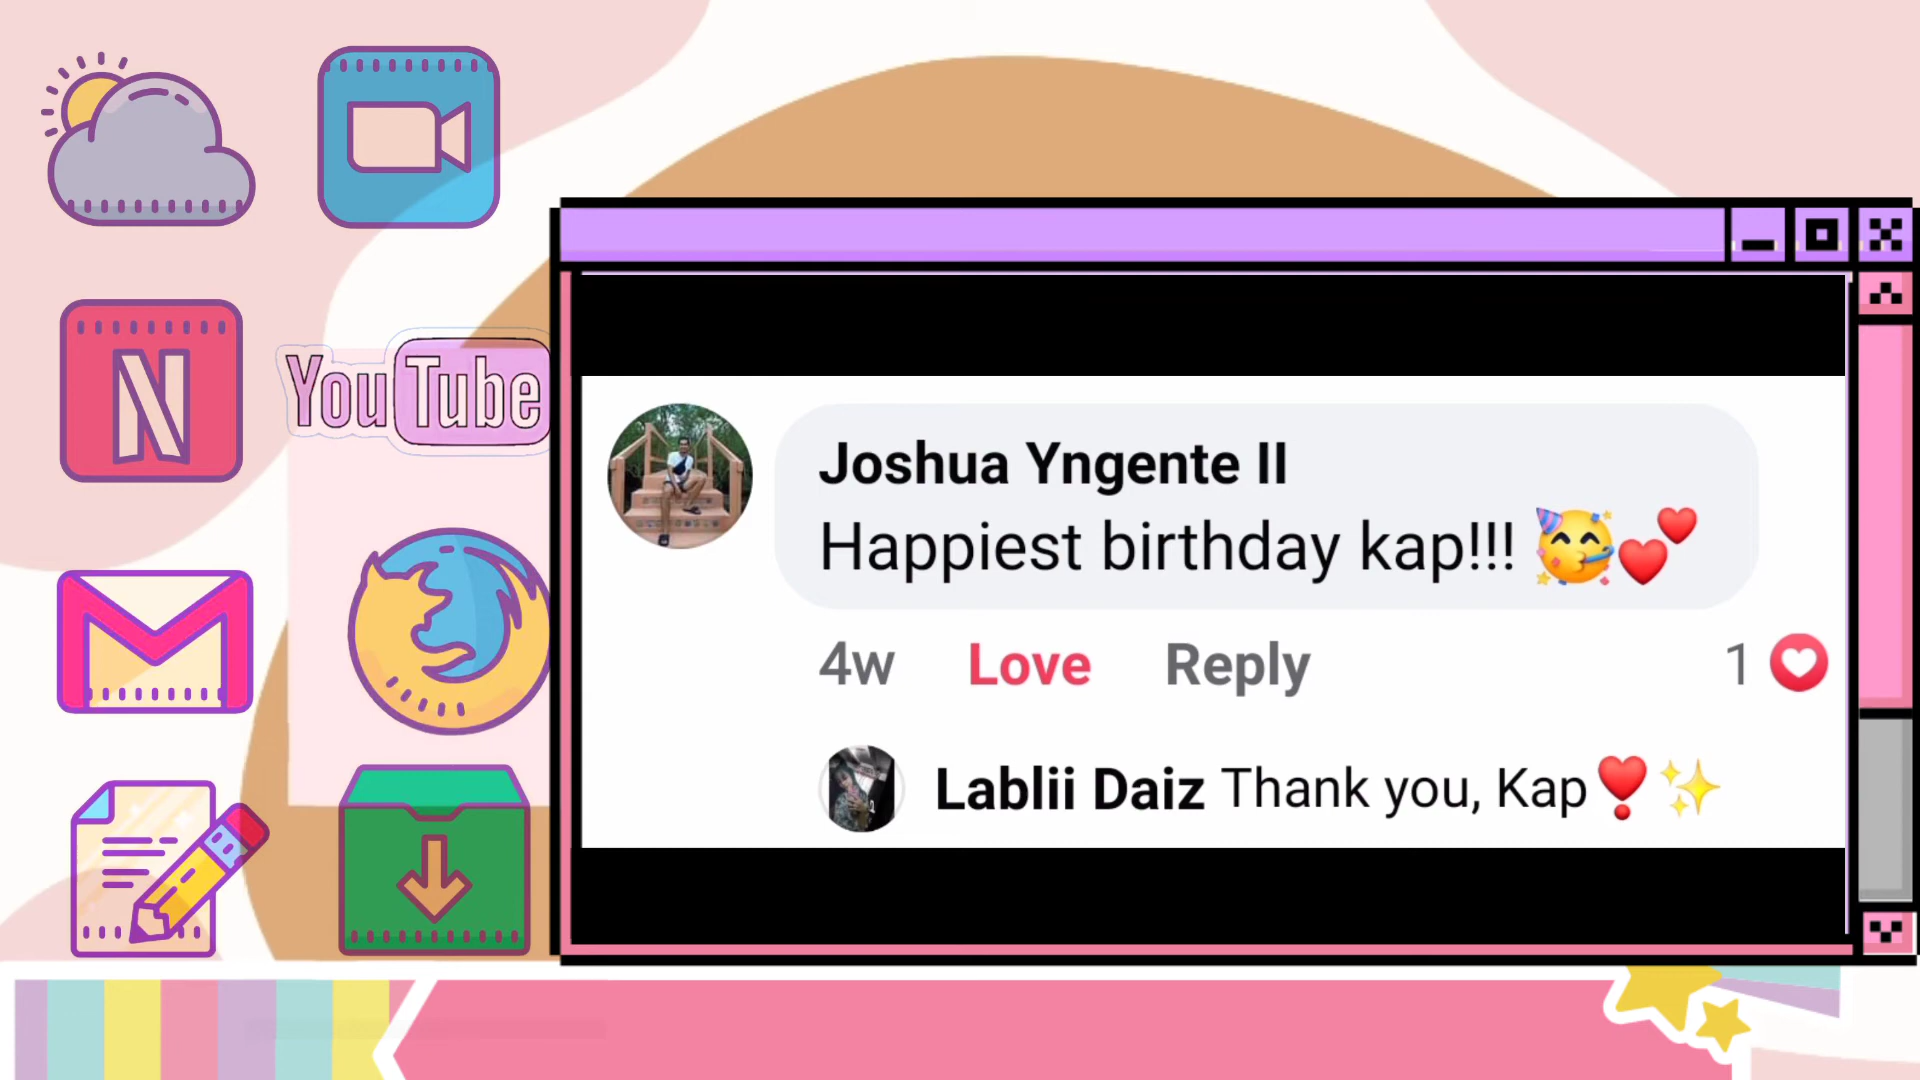 YouTube
N
Joshua Yngente II
Happiest birthday kap!!! 🥳💕
4w Love Reply 1
Lablii Daiz Thank you, Kap❣️✨